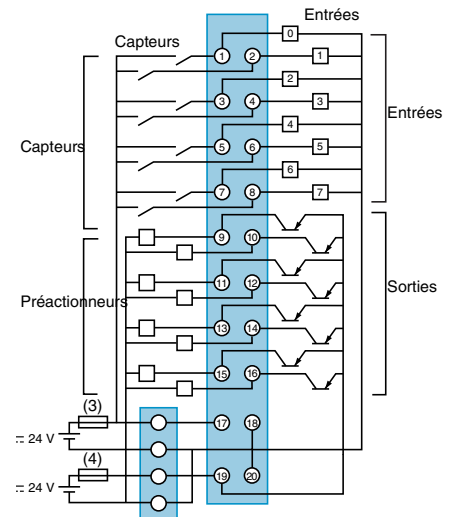 Entrées
Capteurs
0
1 2 1
2
3 4 3
Entrées
4
Capteurs
5 6 5
6
7 8 7
9 10
11 12
Préactionneurs
Sorties
13 14
15 16
(3)
17 18
24 V
(4)
19 20
24 V